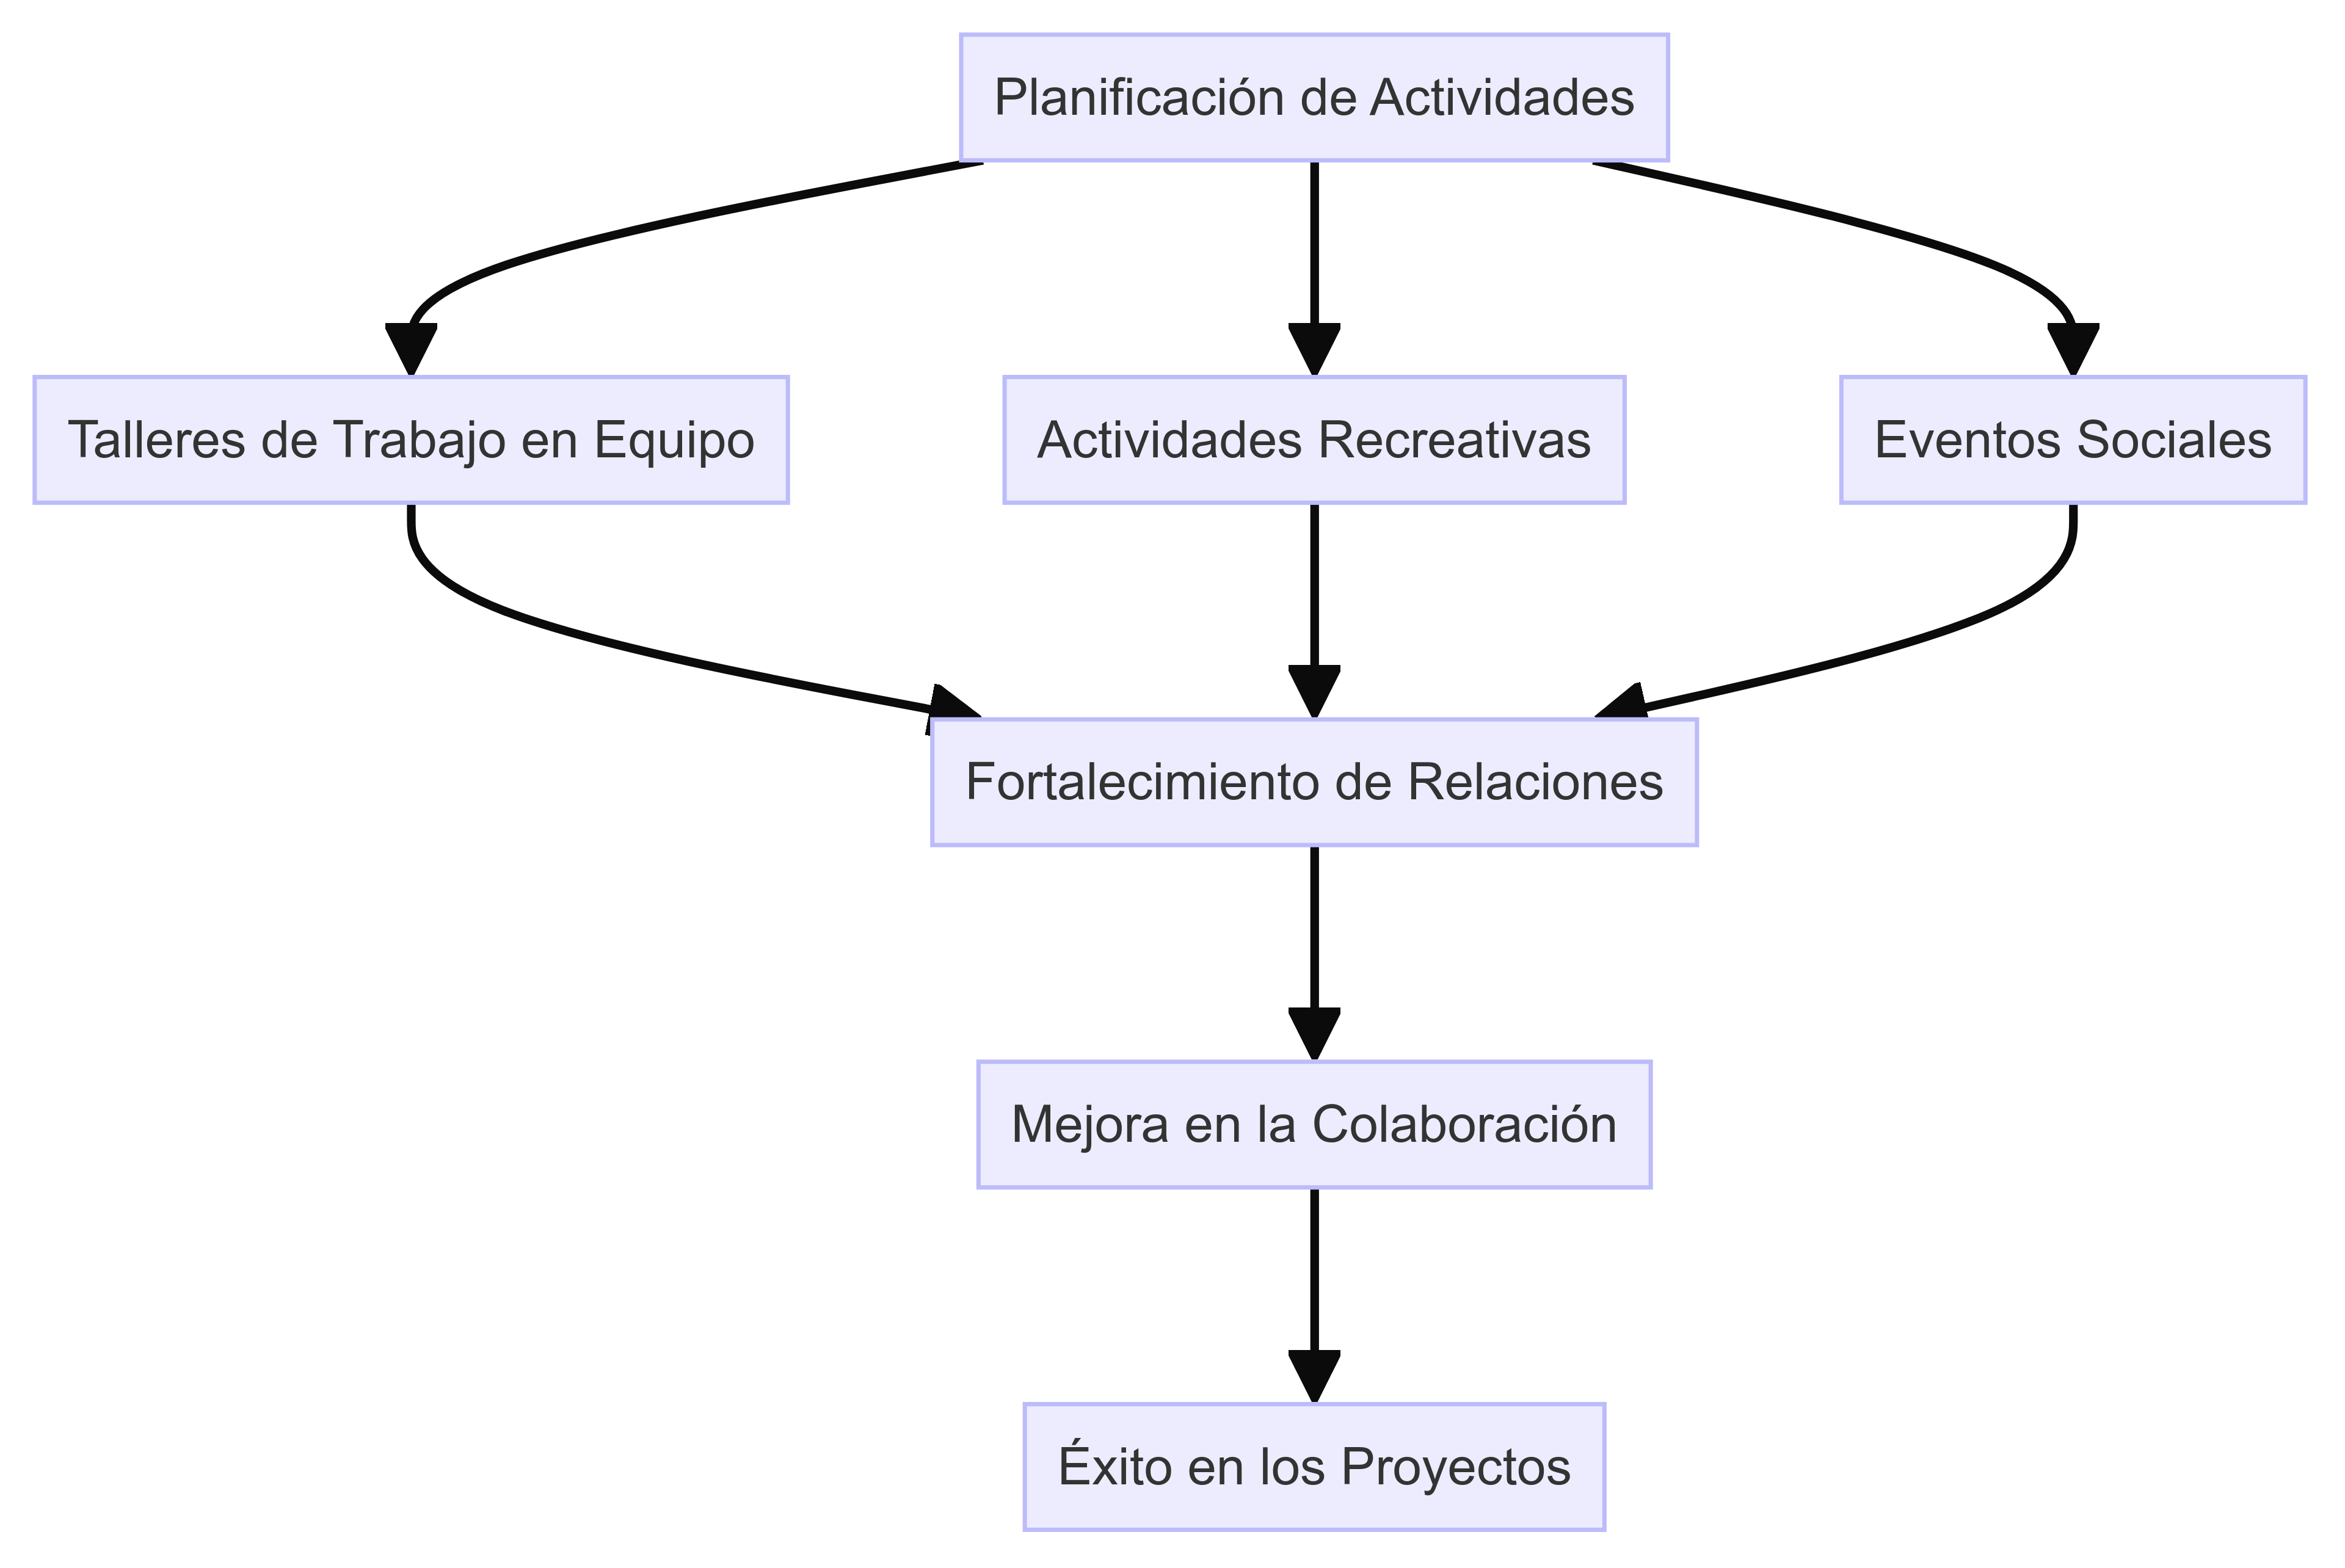 Planificación de Actividades
Talleres de Trabajo en Equipo
Actividades Recreativas
Eventos Sociales
Fortalecimiento de Relaciones
Mejora en la Colaboración
Éxito en los Proyectos